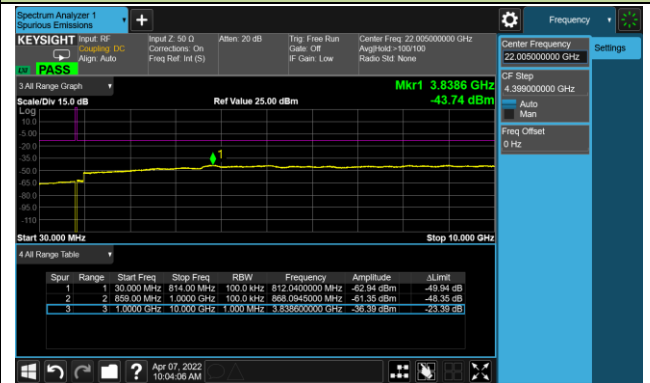 Spectrum Analyzer 1
Spurious Emissions
Frequency
KEYSIGHT Input: RF Input Z: 50 Ω Atten: 20 dB Trig: Free Run Center Freq: 22.005000000 GHz
Coupling: DC Corrections: On Gate: Off Avg|Hold:>100/100
Align: Auto Freq Ref: Int (S) IF Gain: Low Radio Std: None
PASS
Center Frequency
22.005000000 GHz
Settings
CF Step
4.399000000 GHz
Auto
Man
Freq Offset
0 Hz
3 All Range Graph Mkr1 3.8386 GHz
Scale/Div 15.0 dB Ref Value 25.00 dBm -43.74 dBm
Log
10.0
-5.00
-20.0
-35.0
-50.0
-65.0
-80.0
-95.0
-110
1
Start 30.000 MHz Stop 10.000 GHz
4 All Range Table
Spur Range Start Freq Stop Freq RBW Frequency Amplitude ΔLimit
1 1 30.000 MHz 814.00 MHz 100.0 kHz 812.0400000 MHz -62.94 dBm -49.94 dB
2 2 859.00 MHz 1.0000 GHz 100.0 kHz 868.0945000 MHz -61.35 dBm -48.35 dB
3 3 1.0000 GHz 10.000 GHz 1.000 MHz 3.838600000 GHz -36.39 dBm -23.39 dB
? Apr 07, 2022
10:04:06 AM